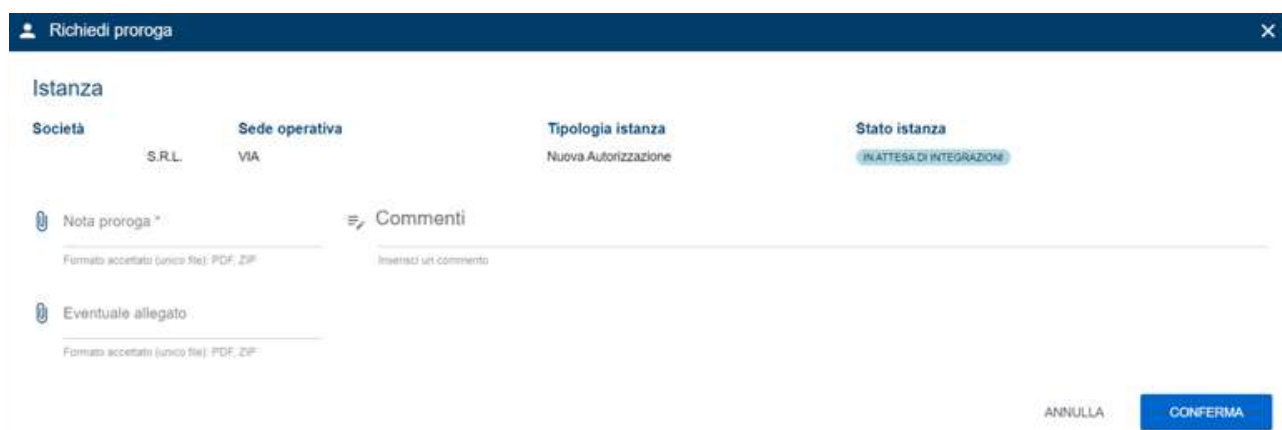 Richiedi proroga
Istanza
Società Sede operativa Tipologia istanza Stato istanza
S.R.L. VIA Nuova Autorizzazione IN ATTESA DI INTEGRAZIONI
Nota proroga * Commenti
Formato accettato (unico file): PDF, ZIP Inserisci un commento
Eventuale allegato
Formato accettato (unico file): PDF, ZIP
ANNULLA CONFERMA